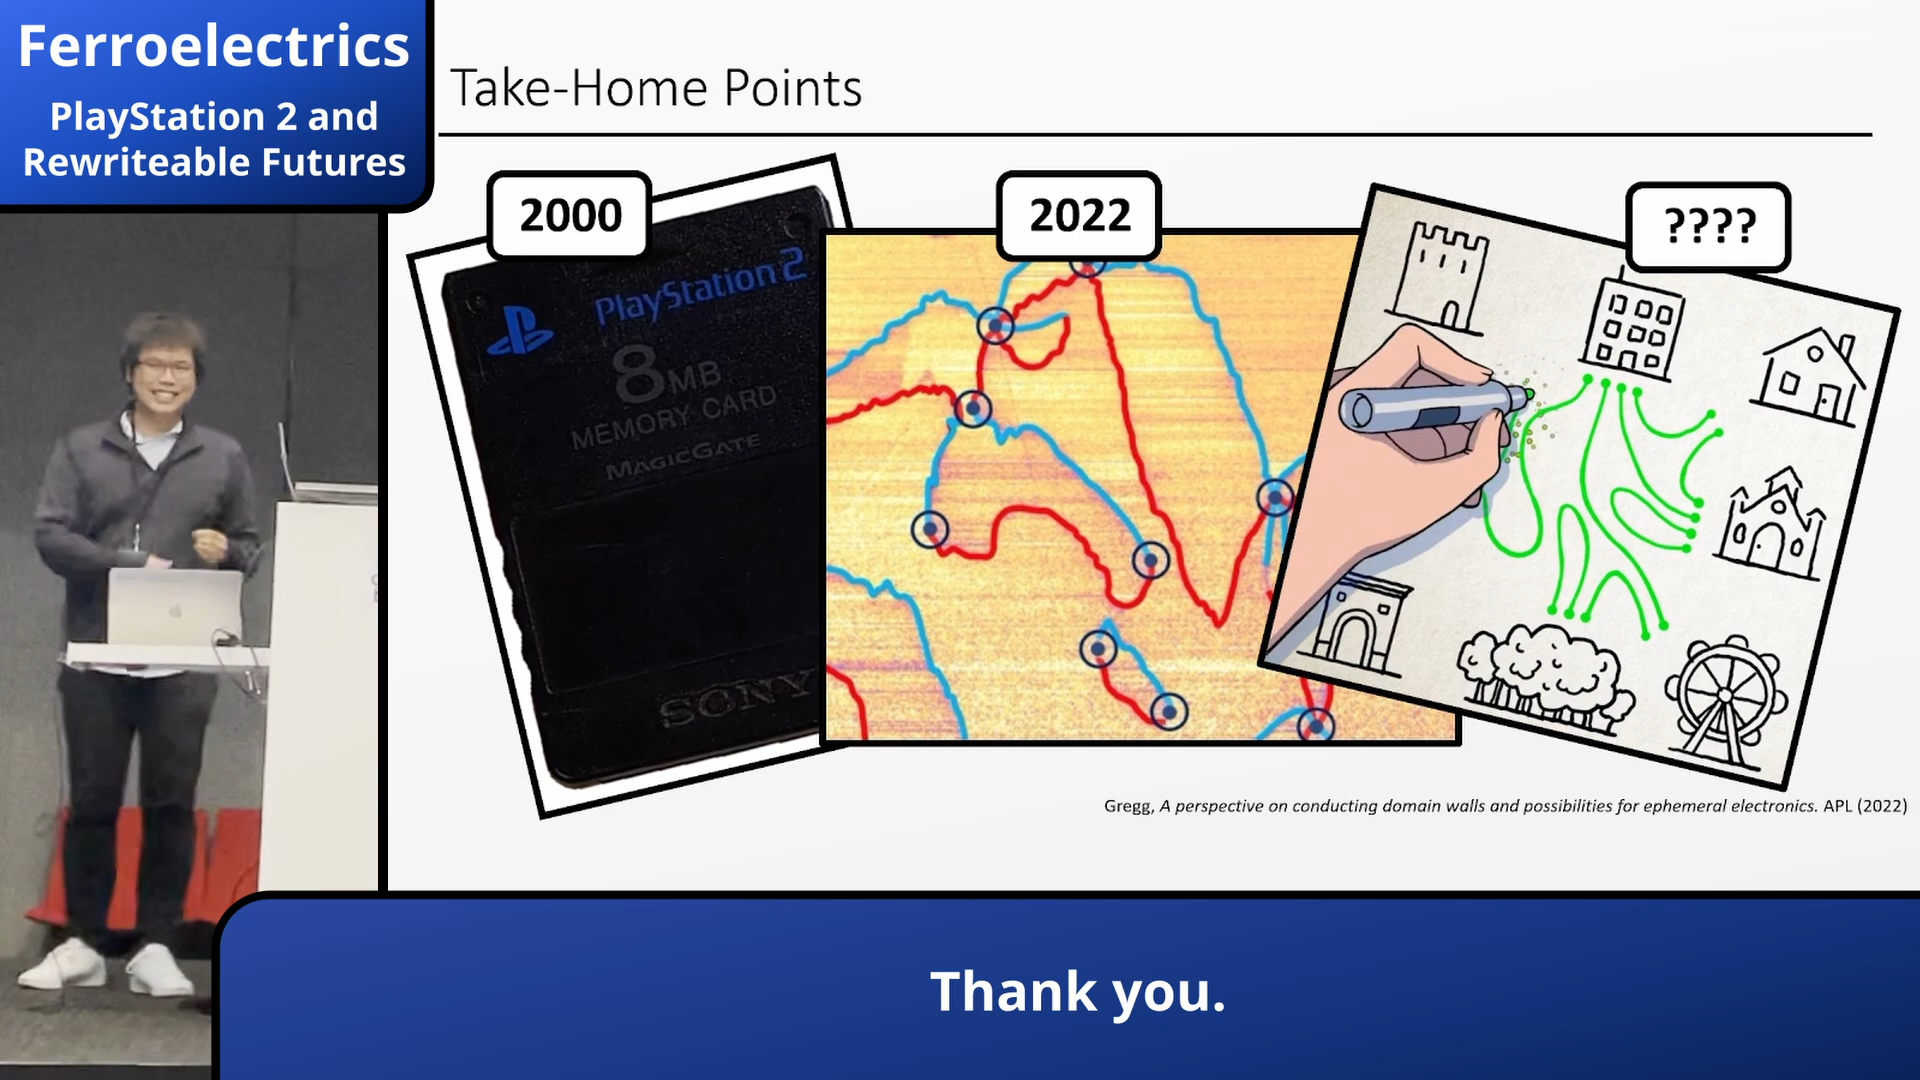 Ferroelectrics
PlayStation 2 and
Rewriteable Futures
Take-Home Points
2000
2022
????
PlayStation 2
8MB
MEMORY CARD
MAGICGATE
SONY
Gregg, A perspective on conducting domain walls and possibilities for ephemeral electronics. APL (2022)
Thank you.